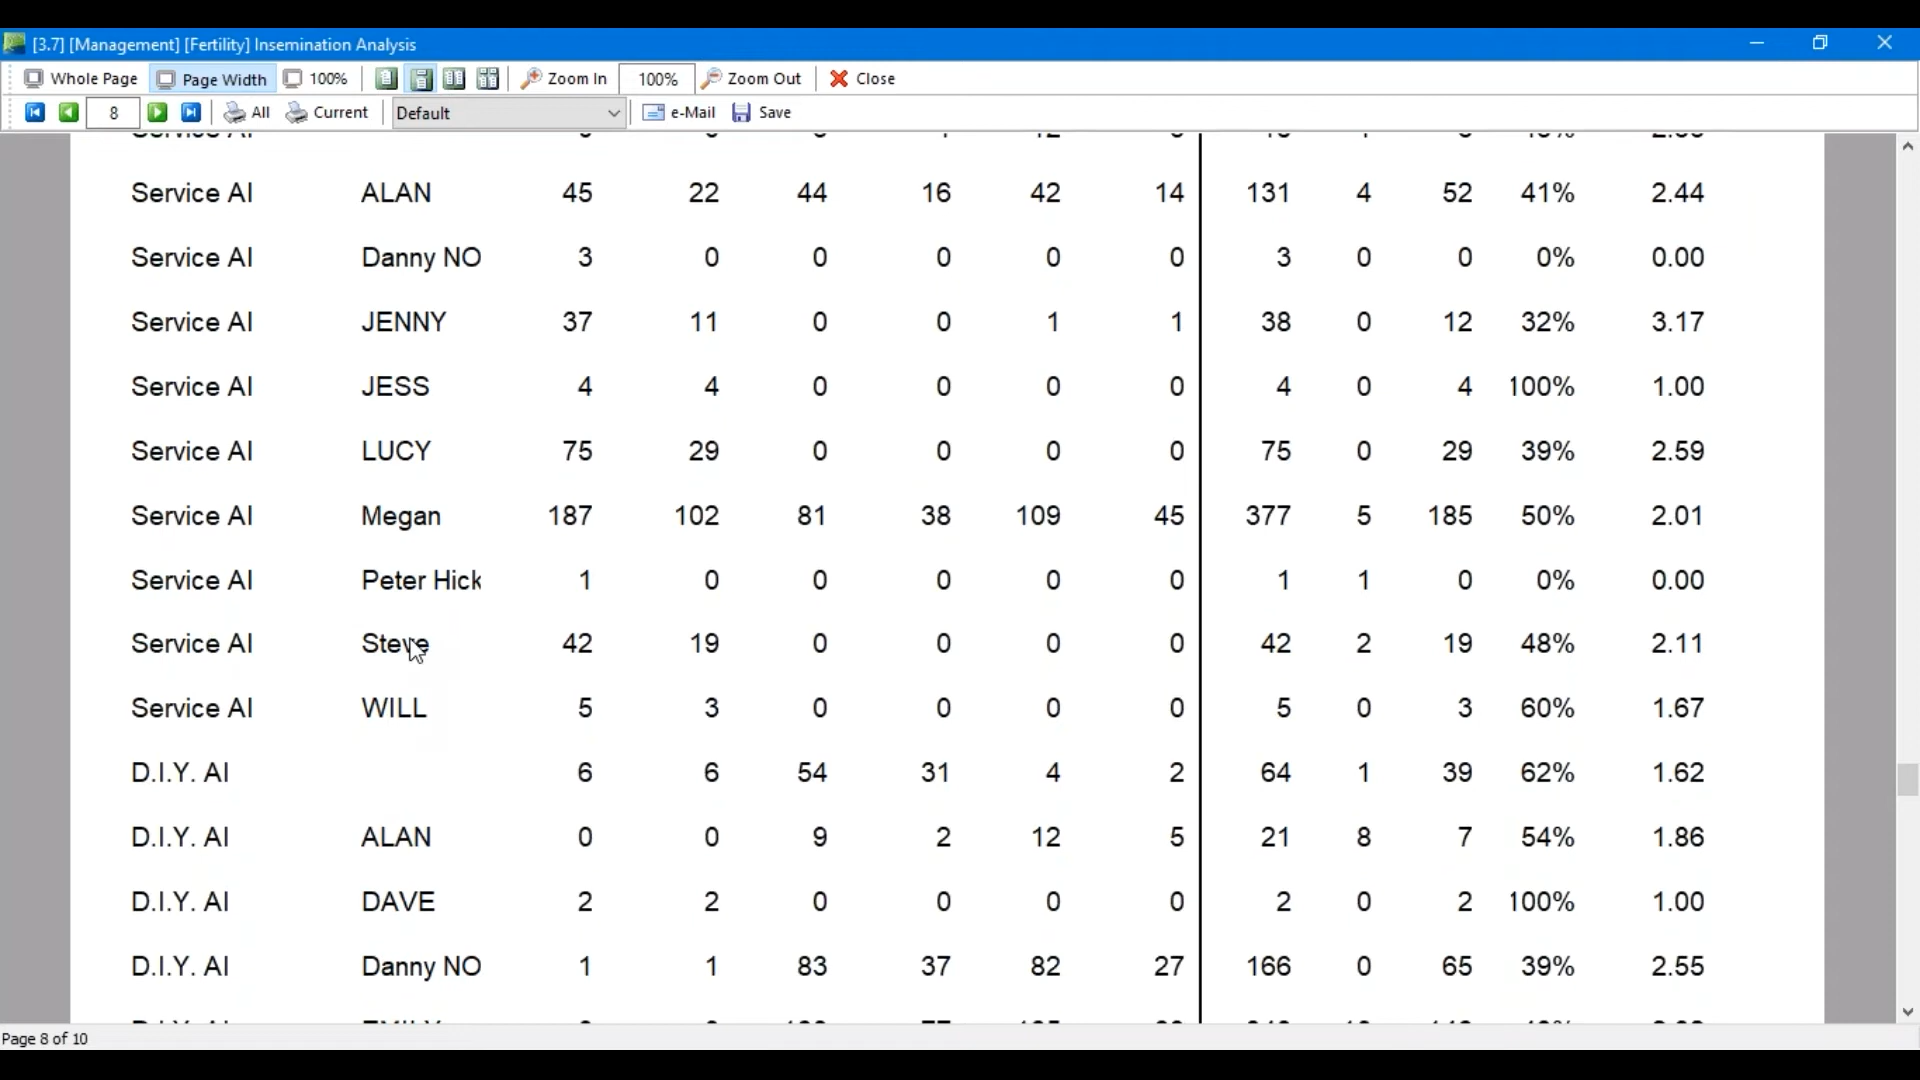 [3.7] [Management] [Fertility] Insemination Analysis
Whole Page Page Width 100% Zoom In 100% Zoom Out Close
8 All Current Default e-Mail Save
Service AI ALAN 45 22 44 16 42 14 131 4 52 41% 2.44
Service AI Danny NO 3 0 0 0 0 0 3 0 0 0% 0.00
Service AI JENNY 37 11 0 0 1 1 38 0 12 32% 3.17
Service AI JESS 4 4 0 0 0 0 4 0 4 100% 1.00
Service AI LUCY 75 29 0 0 0 0 75 0 29 39% 2.59
Service AI Megan 187 102 81 38 109 45 377 5 185 50% 2.01
Service AI Peter Hick 1 0 0 0 0 0 1 1 0 0% 0.00
Service AI Steve 42 19 0 0 0 0 42 2 19 48% 2.11
Service AI WILL 5 3 0 0 0 0 5 0 3 60% 1.67
D.I.Y. AI 6 6 54 31 4 2 64 1 39 62% 1.62
D.I.Y. AI ALAN 0 0 9 2 12 5 21 8 7 54% 1.86
D.I.Y. AI DAVE 2 2 0 0 0 0 2 0 2 100% 1.00
D.I.Y. AI Danny NO 1 1 83 37 82 27 166 0 65 39% 2.55
Page 8 of 10